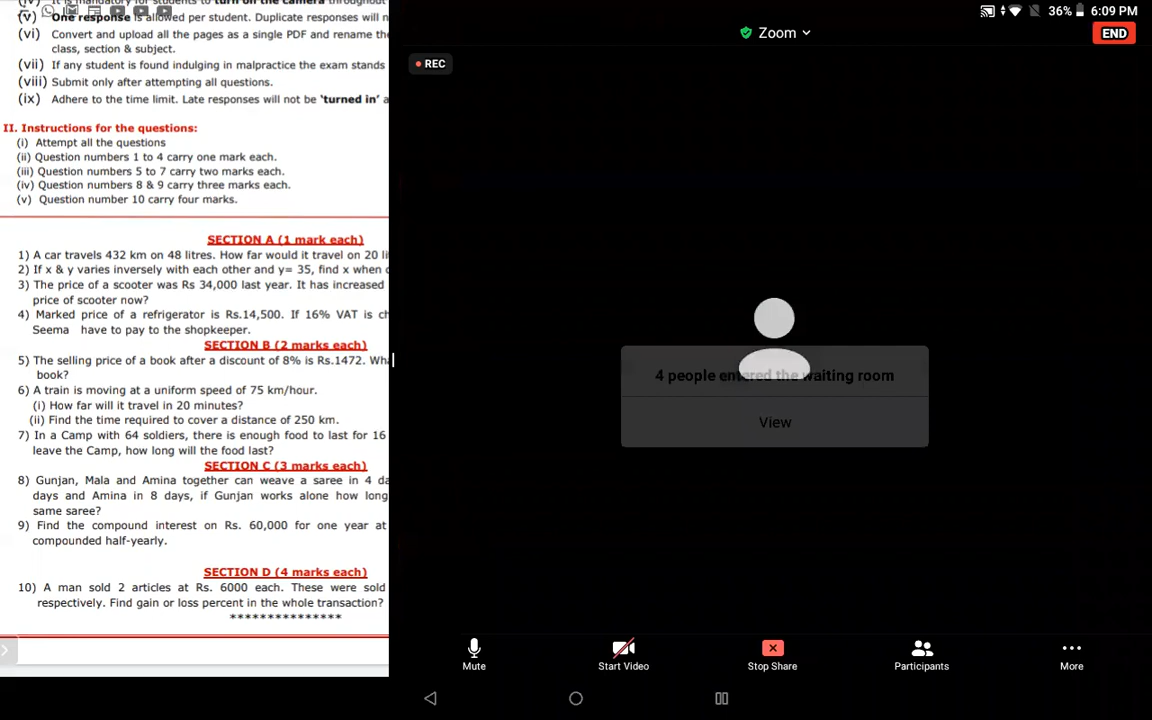 (iv) It is mandatory for students to turn on the camera throughout
(v) One response is allowed per student. Duplicate responses will n
(vi) Convert and upload all the pages as a single PDF and rename the
class, section & subject.
(vii) If any student is found indulging in malpractice the exam stands
(viii) Submit only after attempting all questions.
(ix) Adhere to the time limit. Late responses will not be 'turned in' a
II. Instructions for the questions:
(i) Attempt all the questions
(ii) Question numbers 1 to 4 carry one mark each.
(iii) Question numbers 5 to 7 carry two marks each.
(iv) Question numbers 8 & 9 carry three marks each.
(v) Question number 10 carry four marks.
SECTION A (1 mark each)
1) A car travels 432 km on 48 litres. How far would it travel on 20 li
2) If x & y varies inversely with each other and y= 35, find x when
3) The price of a scooter was Rs 34,000 last year. It has increased
price of scooter now?
4) Marked price of a refrigerator is Rs.14,500. If 16% VAT is ch
Seema have to pay to the shopkeeper.
SECTION B (2 marks each)
5) The selling price of a book after a discount of 8% is Rs.1472. Wha
book?
6) A train is moving at a uniform speed of 75 km/hour.
(i) How far will it travel in 20 minutes?
(ii) Find the time required to cover a distance of 250 km.
7) In a Camp with 64 soldiers, there is enough food to last for 16
leave the Camp, how long will the food last?
SECTION C (3 marks each)
8) Gunjan, Mala and Amina together can weave a saree in 4 da
days and Amina in 8 days, if Gunjan works alone how long
same saree?
9) Find the compound interest on Rs. 60,000 for one year at
compounded half-yearly.
SECTION D (4 marks each)
10) A man sold 2 articles at Rs. 6000 each. These were sold
respectively. Find gain or loss percent in the whole transaction?
***************
36% 6:09 PM
Zoom
END
REC
4 people entered the waiting room
View
Mute
Start Video
Stop Share
Participants
More